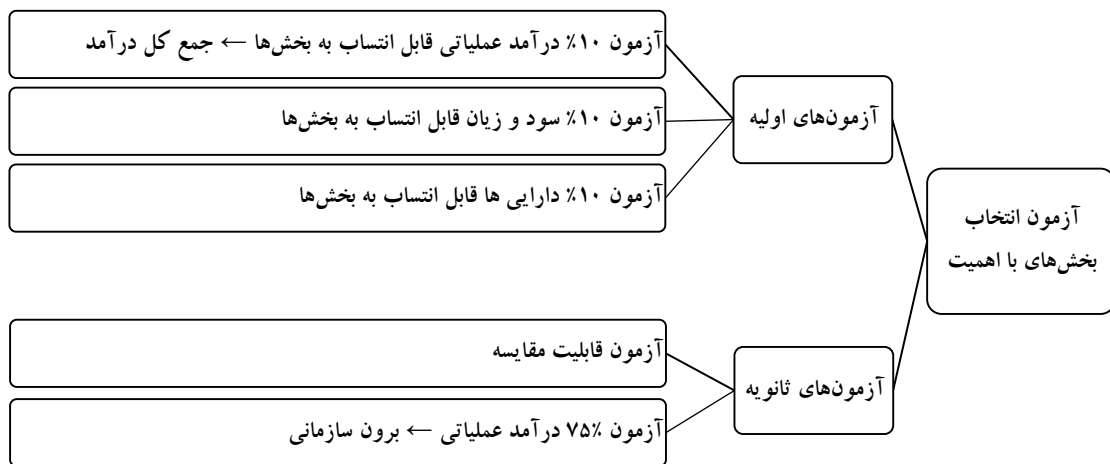 آزمون انتخاب
بخش‌های با اهمیت
آزمون‌های اولیه
آزمون ۱۰٪ درآمد عملیاتی قابل انتساب به بخش‌ها ← جمع کل درآمد
آزمون ۱۰٪ سود و زیان قابل انتساب به بخش‌ها
آزمون ۱۰٪ دارایی ها قابل انتساب به بخش‌ها
آزمون‌های ثانویه
آزمون قابلیت مقایسه
آزمون ۷۵٪ درآمد عملیاتی ← برون سازمانی